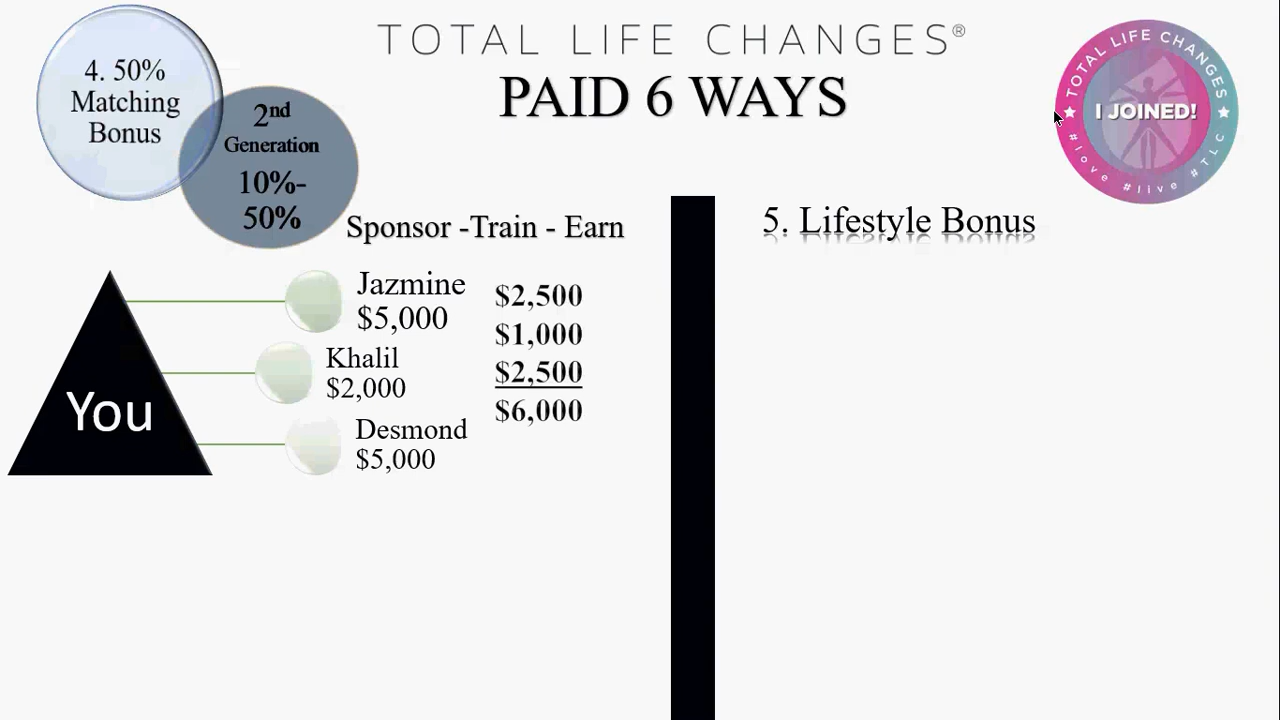 TOTAL LIFE CHANGES®
PAID 6 WAYS
4. 50%
Matching
Bonus
2nd
Generation
10%-
50%
TOTAL LIFE CHANGES
I JOINED!
#love #live #TLC
Sponsor -Train - Earn
Jazmine
$5,000
Khalil
$2,000
Desmond
$5,000
$2,500
$1,000
$2,500
$6,000
You
5. Lifestyle Bonus